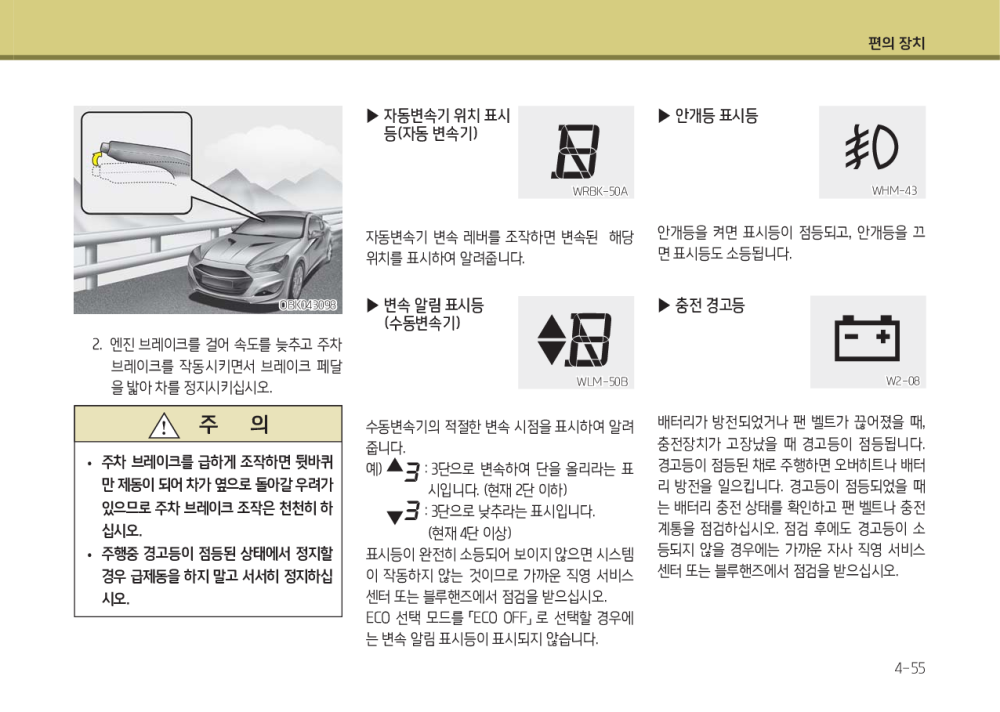 편의 장치
OBK043098
2. 엔진 브레이크를 걸어 속도를 늦추고 주차
브레이크를 작동시키면서 브레이크 페달
을 밟아 차를 정지시키십시오.
주 의
• 주차 브레이크를 급하게 조작하면 뒷바퀴
만 제동이 되어 차가 옆으로 돌아갈 우려가
있으므로 주차 브레이크 조작은 천천히 하
십시오.
• 주행중 경고등이 점등된 상태에서 정지할
경우 급제동을 하지 말고 서서히 정지하십
시오.
▶ 자동변속기 위치 표시
등(자동 변속기)
WRBK-50A
자동변속기 변속 레버를 조작하면 변속된 해당
위치를 표시하여 알려줍니다.
▶ 변속 알림 표시등
(수동변속기)
WLM-50B
수동변속기의 적절한 변속 시점을 표시하여 알려
줍니다.
예) ▲3 : 3단으로 변속하여 단을 올리라는 표
시입니다. (현재 2단 이하)
▼3 : 3단으로 낮추라는 표시입니다.
(현재 4단 이상)
표시등이 완전히 소등되어 보이지 않으면 시스템
이 작동하지 않는 것이므로 가까운 직영 서비스
센터 또는 블루핸즈에서 점검을 받으십시오.
ECO 선택 모드를 「ECO OFF」로 선택할 경우에
는 변속 알림 표시등이 표시되지 않습니다.
▶ 안개등 표시등
WHM-43
안개등을 켜면 표시등이 점등되고, 안개등을 끄
면 표시등도 소등됩니다.
▶ 충전 경고등
W2-08
배터리가 방전되었거나 팬 벨트가 끊어졌을 때,
충전장치가 고장났을 때 경고등이 점등됩니다.
경고등이 점등된 채로 주행하면 오버히트나 배터
리 방전을 일으킵니다. 경고등이 점등되었을 때
는 배터리 충전 상태를 확인하고 팬 벨트나 충전
계통을 점검하십시오. 점검 후에도 경고등이 소
등되지 않을 경우에는 가까운 자사 직영 서비스
센터 또는 블루핸즈에서 점검을 받으십시오.
4-55